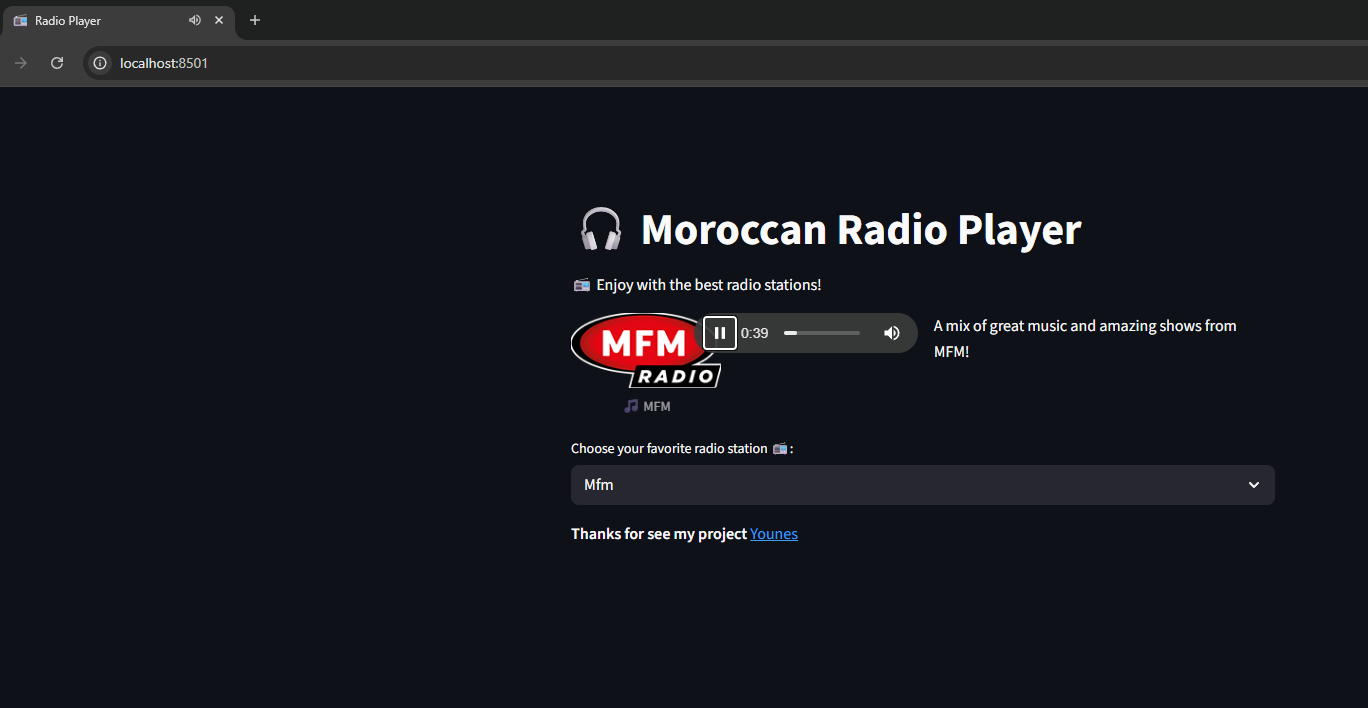 Radio Player
localhost:8501
🎧 Moroccan Radio Player
📻 Enjoy with the best radio stations!
MFM
RADIO
0:39
A mix of great music and amazing shows from
MFM!
🎵 MFM
Choose your favorite radio station 📻:
Mfm
Thanks for see my project Younes